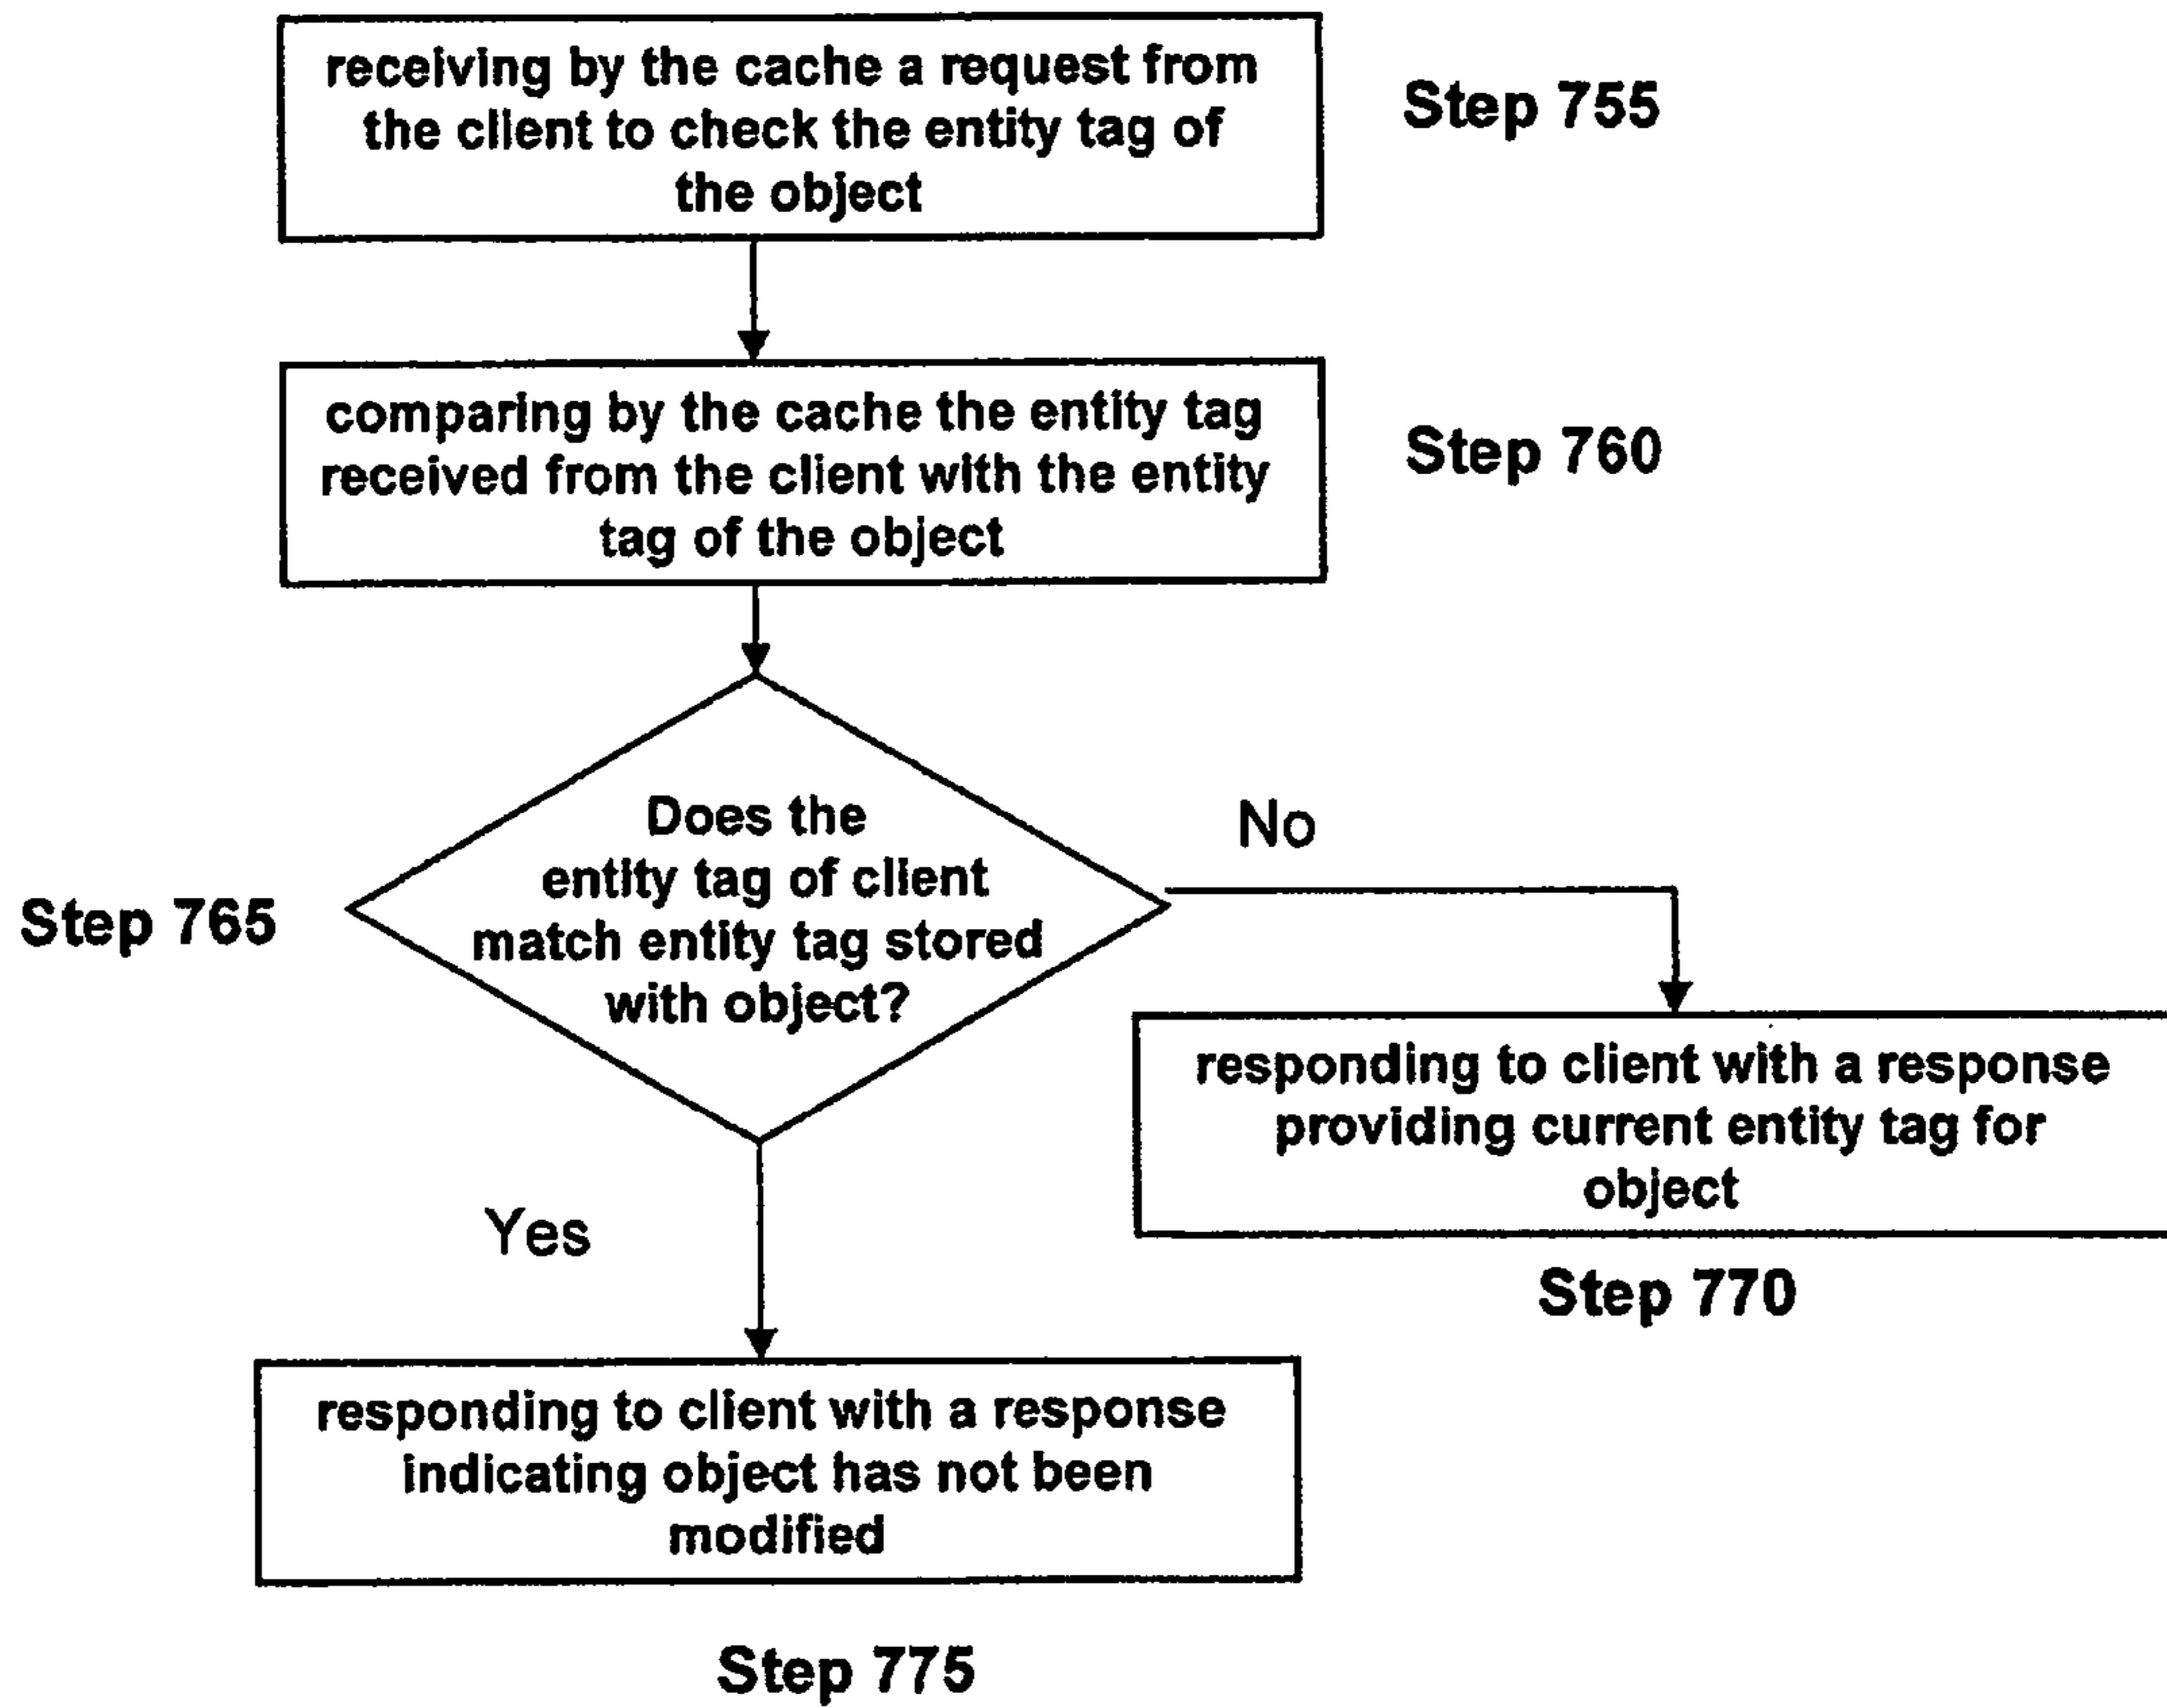 receiving by the cache a request from
the client to check the entity tag of
the object
Step 755
comparing by the cache the entity tag
received from the client with the entity
tag of the object
Step 760
Does the
entity tag of client
match entity tag stored
with object?
Step 765
No
responding to client with a response
providing current entity tag for
object
Step 770
Yes
responding to client with a response
indicating object has not been
modified
Step 775